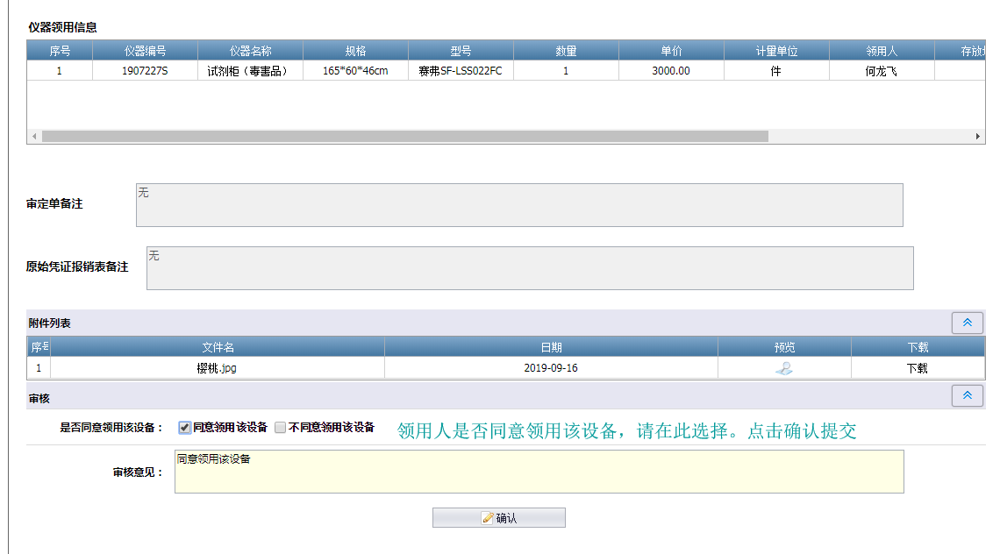 仪器领用信息
序号 仪器编号 仪器名称 规格 型号 数量 单价 计量单位 领用人 存放
1 1907227S 试剂柜（毒害品） 165*60*46cm 赛弗SF-LSS022FC 1 3000.00 件 何龙飞
无
审定单备注
无
原始凭证报销表备注
附件列表
序号 文件名 日期 预览 下载
1 樱桃.jpg 2019-09-16 下载
审核
是否同意领用该设备： 同意领用该设备 不同意领用该设备 领用人是否同意领用该设备，请在此选择。点击确认提交
同意领用该设备
审核意见：
确认